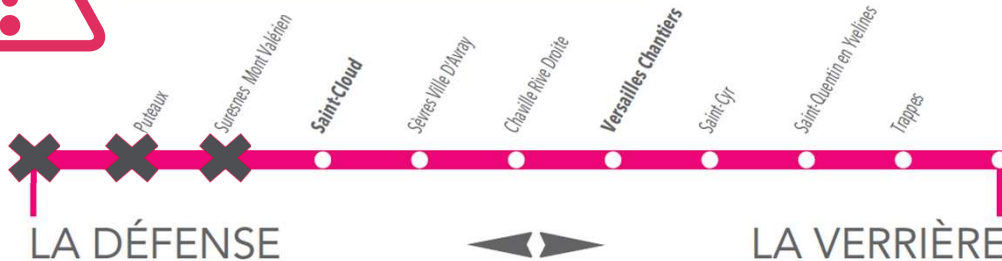 Puteaux
Suresnes Mont Valérien
Saint-Cloud
Sèvres Ville D'Avray
Chaville Rive Droite
Versailles Chantiers
Saint-Cyr
Saint-Quentin en Yvelines
Trappes
LA DÉFENSE
LA VERRIÈRE